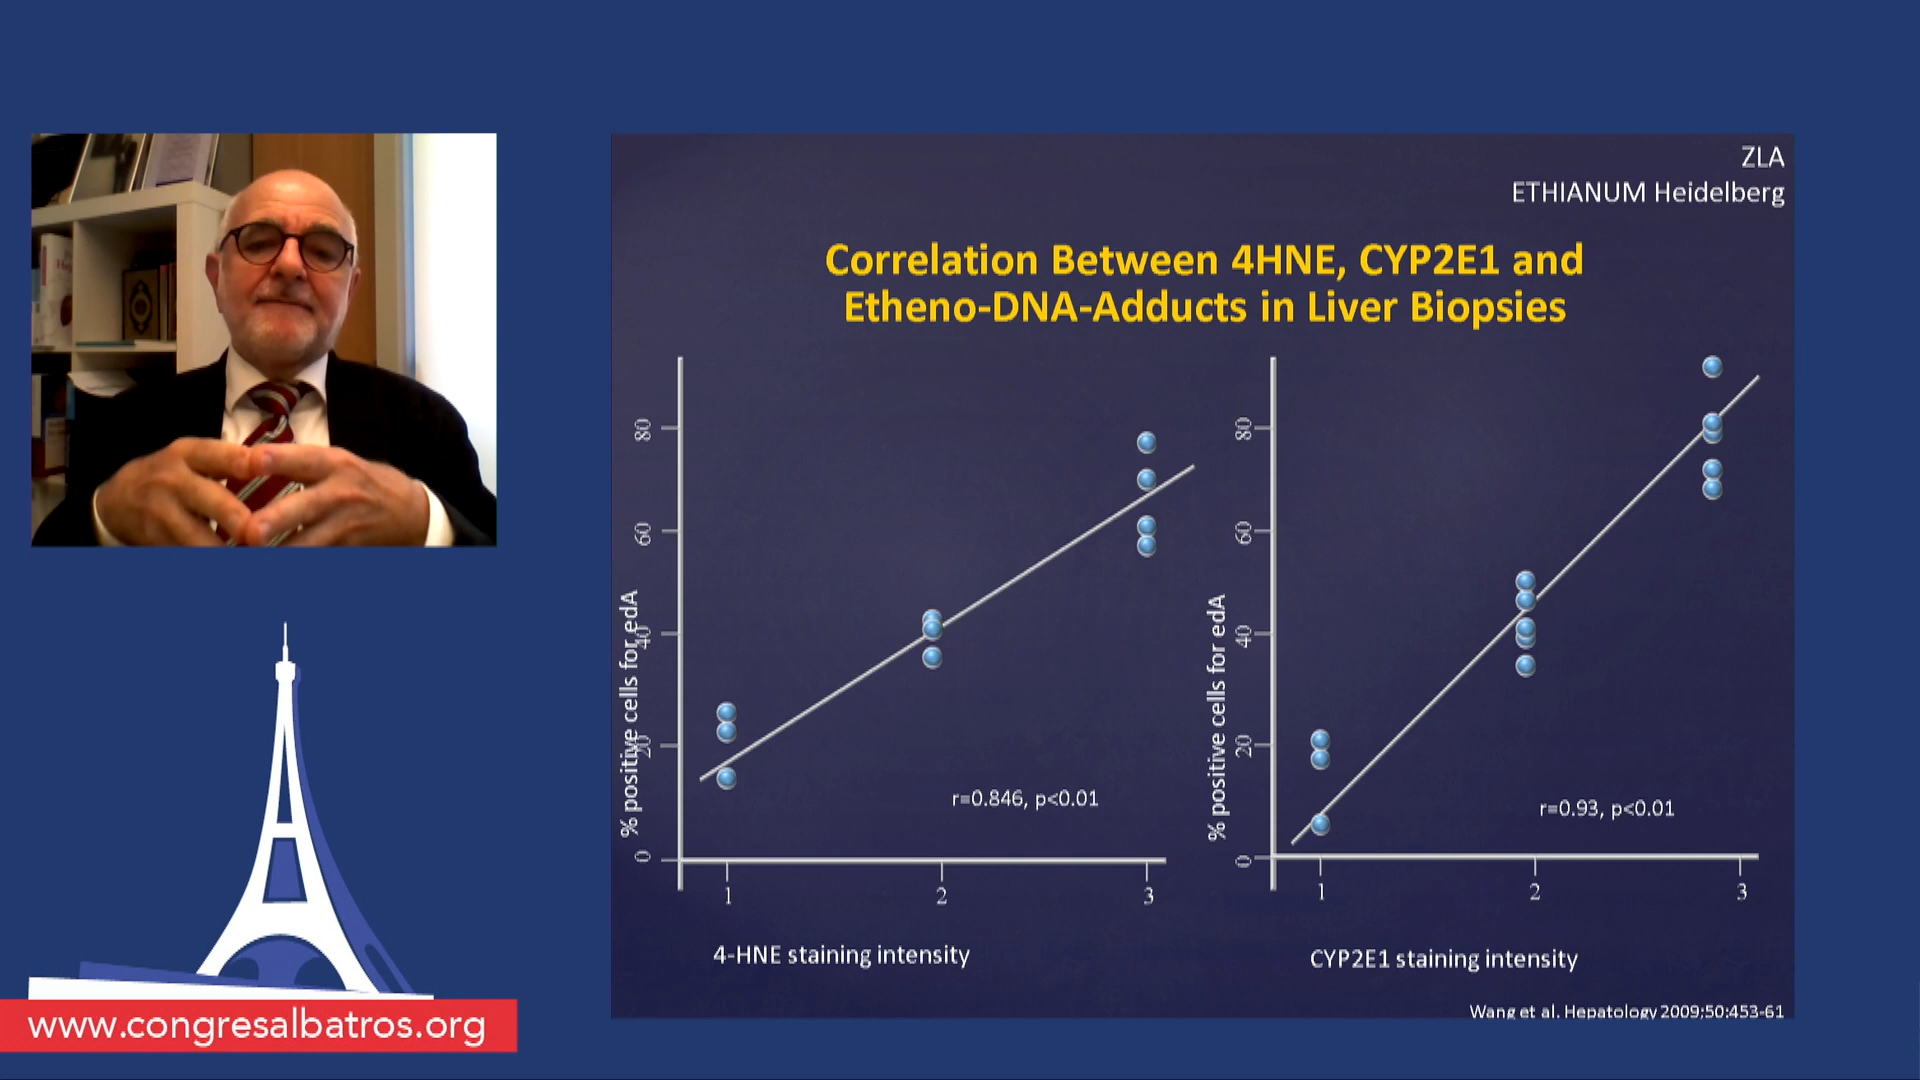 ZLA
ETHIANUM Heidelberg
Correlation Between 4HNE, CYP2E1 and
Etheno-DNA-Adducts in Liver Biopsies
% positive cells for edA
80
60
40
20
0
1
2
3
r=0.846, p<0.01
4-HNE staining intensity
% positive cells for edA
80
60
40
20
0
1
2
3
r=0.93, p<0.01
CYP2E1 staining intensity
Wang et al. Hepatology 2009;50:453-61
www.congresalbatros.org